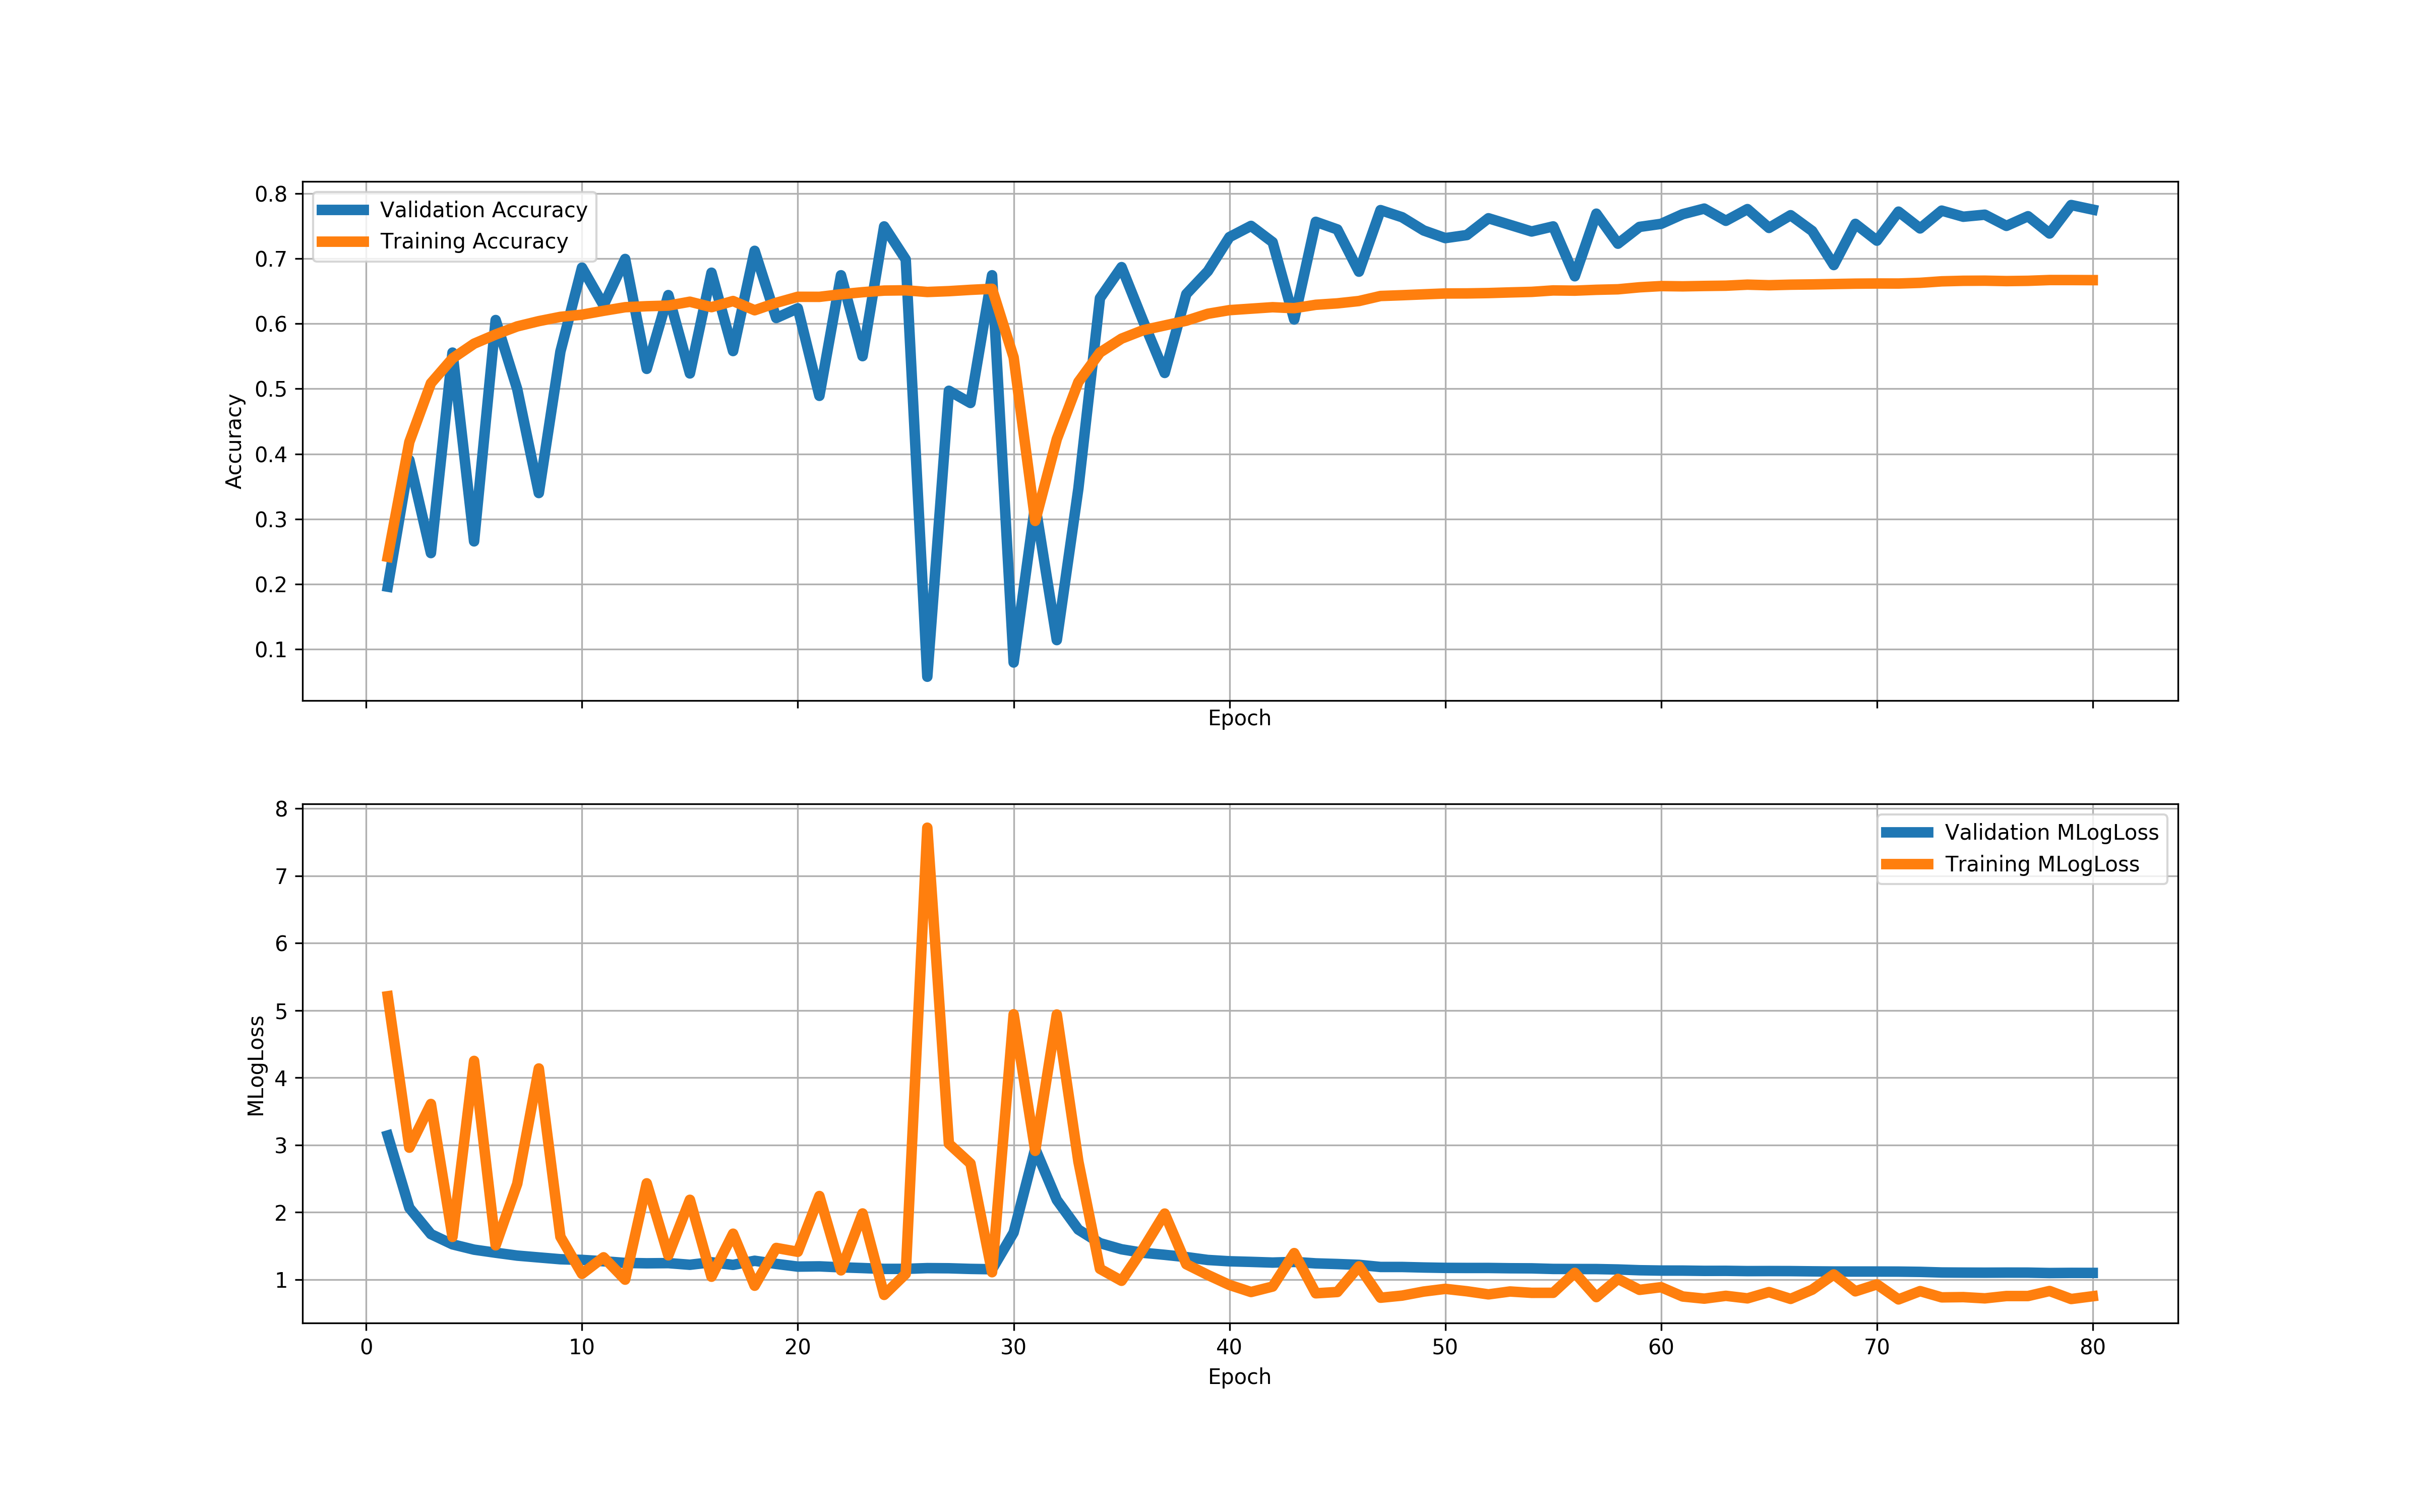 0.8
0.7
0.6
0.5
0.4
0.3
0.2
0.1
Accuracy
Validation Accuracy
Training Accuracy
Epoch
8
7
6
5
4
3
2
1
MLogLoss
Validation MLogLoss
Training MLogLoss
0 10 20 30 40 50 60 70 80
Epoch